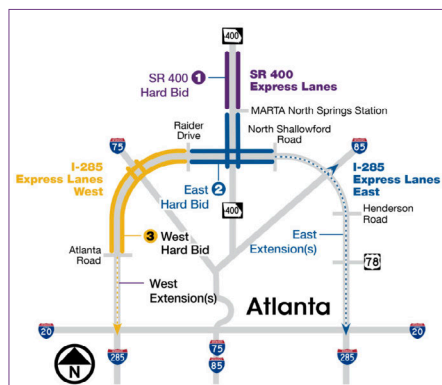 400
SR 400 1
Hard Bid
SR 400
Express Lanes
MARTA North Springs Station
Raider
Drive
North Shallowford
Road
75
85
I-285
Express Lanes
West
I-285
Express Lanes
East
East 2
Hard Bid
400
Henderson
Road
3 West
Hard Bid
East
Extension(s)
Atlanta
Road
78
West
Extension(s)
Atlanta
20
20
75
85
285
285
N